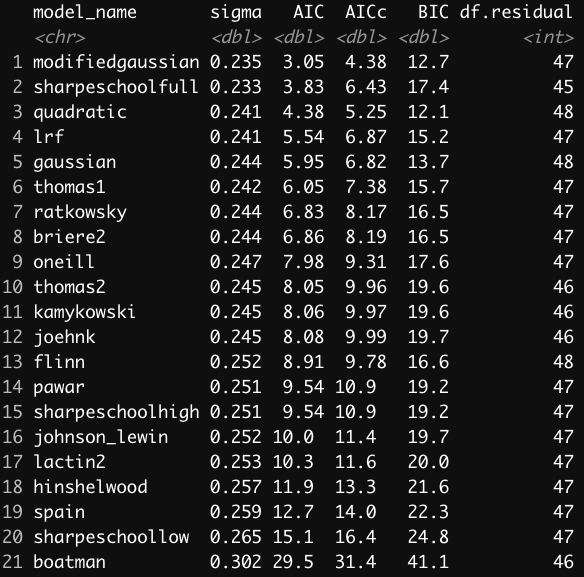 model_name sigma AIC AICc BIC df.residual
<chr> <dbl> <dbl> <dbl> <dbl> <int>
1 modifiedgaussian 0.235 3.05 4.38 12.7 47
2 sharpeschoolfull 0.233 3.83 6.43 17.4 45
3 quadratic 0.241 4.38 5.25 12.1 48
4 lrf 0.241 5.54 6.87 15.2 47
5 gaussian 0.244 5.95 6.82 13.7 48
6 thomas1 0.242 6.05 7.38 15.7 47
7 ratkowsky 0.244 6.83 8.17 16.5 47
8 briere2 0.244 6.86 8.19 16.5 47
9 oneill 0.247 7.98 9.31 17.6 47
10 thomas2 0.245 8.05 9.96 19.6 46
11 kamykowski 0.245 8.06 9.97 19.6 46
12 joehnk 0.245 8.08 9.99 19.7 46
13 flinn 0.252 8.91 9.78 16.6 48
14 pawar 0.251 9.54 10.9 19.2 47
15 sharpeschoolhigh 0.251 9.54 10.9 19.2 47
16 johnson_lewin 0.252 10.0 11.4 19.7 47
17 lactin2 0.253 10.3 11.6 20.0 47
18 hinshelwood 0.257 11.9 13.3 21.6 47
19 spain 0.259 12.7 14.0 22.3 47
20 sharpeschoollow 0.265 15.1 16.4 24.8 47
21 boatman 0.302 29.5 31.4 41.1 46